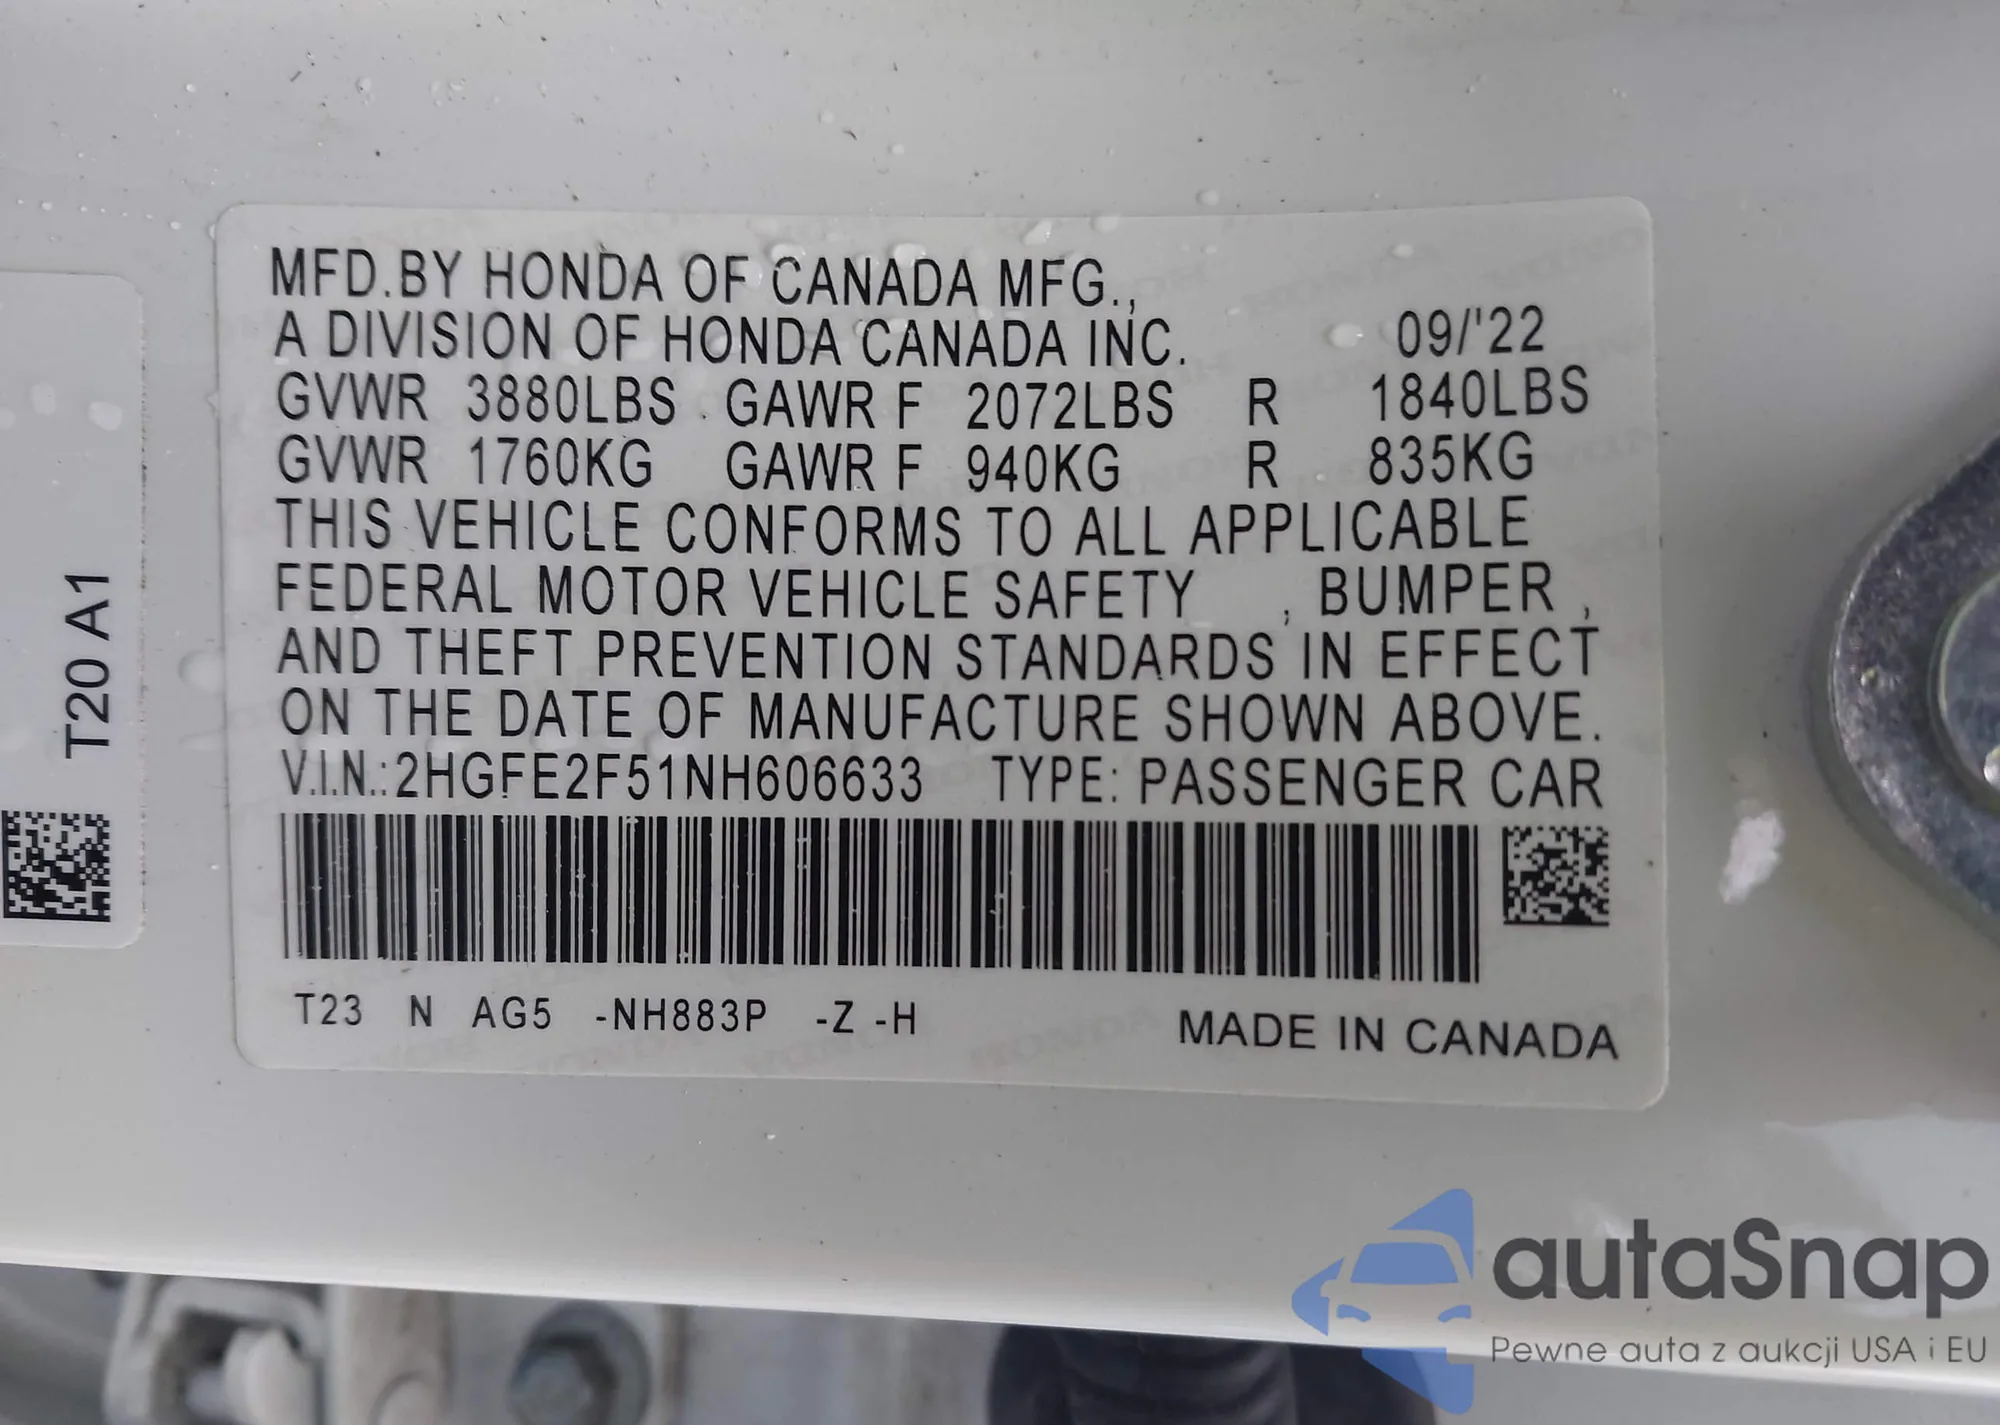 MFD.BY HONDA OF CANADA MFG.,
A DIVISION OF HONDA CANADA INC. 09/'22
GVWR 3880LBS GAWR F 2072LBS R 1840LBS
GVWR 1760KG GAWR F 940KG R 835KG
THIS VEHICLE CONFORMS TO ALL APPLICABLE
FEDERAL MOTOR VEHICLE SAFETY , BUMPER ,
AND THEFT PREVENTION STANDARDS IN EFFECT
ON THE DATE OF MANUFACTURE SHOWN ABOVE.
V.I.N.:2HGFE2F51NH606633 TYPE: PASSENGER CAR
T23 N AG5 -NH883P -Z -H
MADE IN CANADA
T20 A1
autaSnap
Pewne auta z aukcji USA i EU